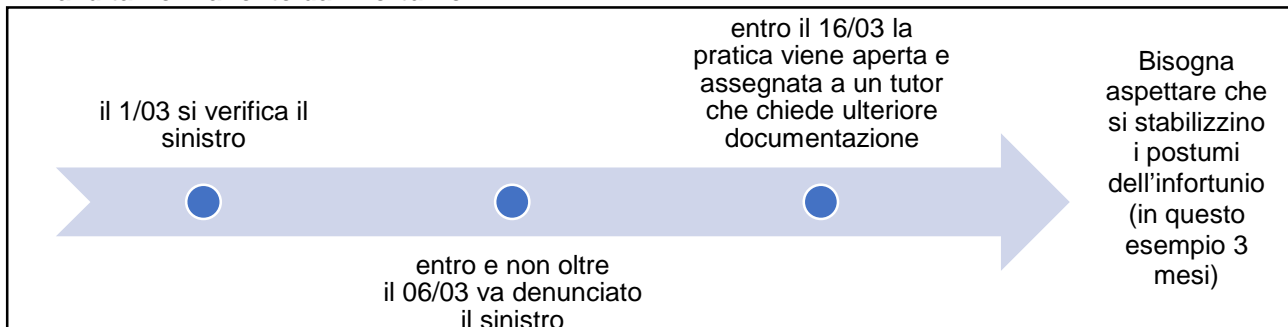 il 1/03 si verifica il
sinistro
entro e non oltre
il 06/03 va denunciato
il sinistro
entro il 16/03 la
pratica viene aperta e
assegnata a un tutor
che chiede ulteriore
documentazione
Bisogna
aspettare che
si stabilizzino
i postumi
dell'infortunio
(in questo
esempio 3
mesi)